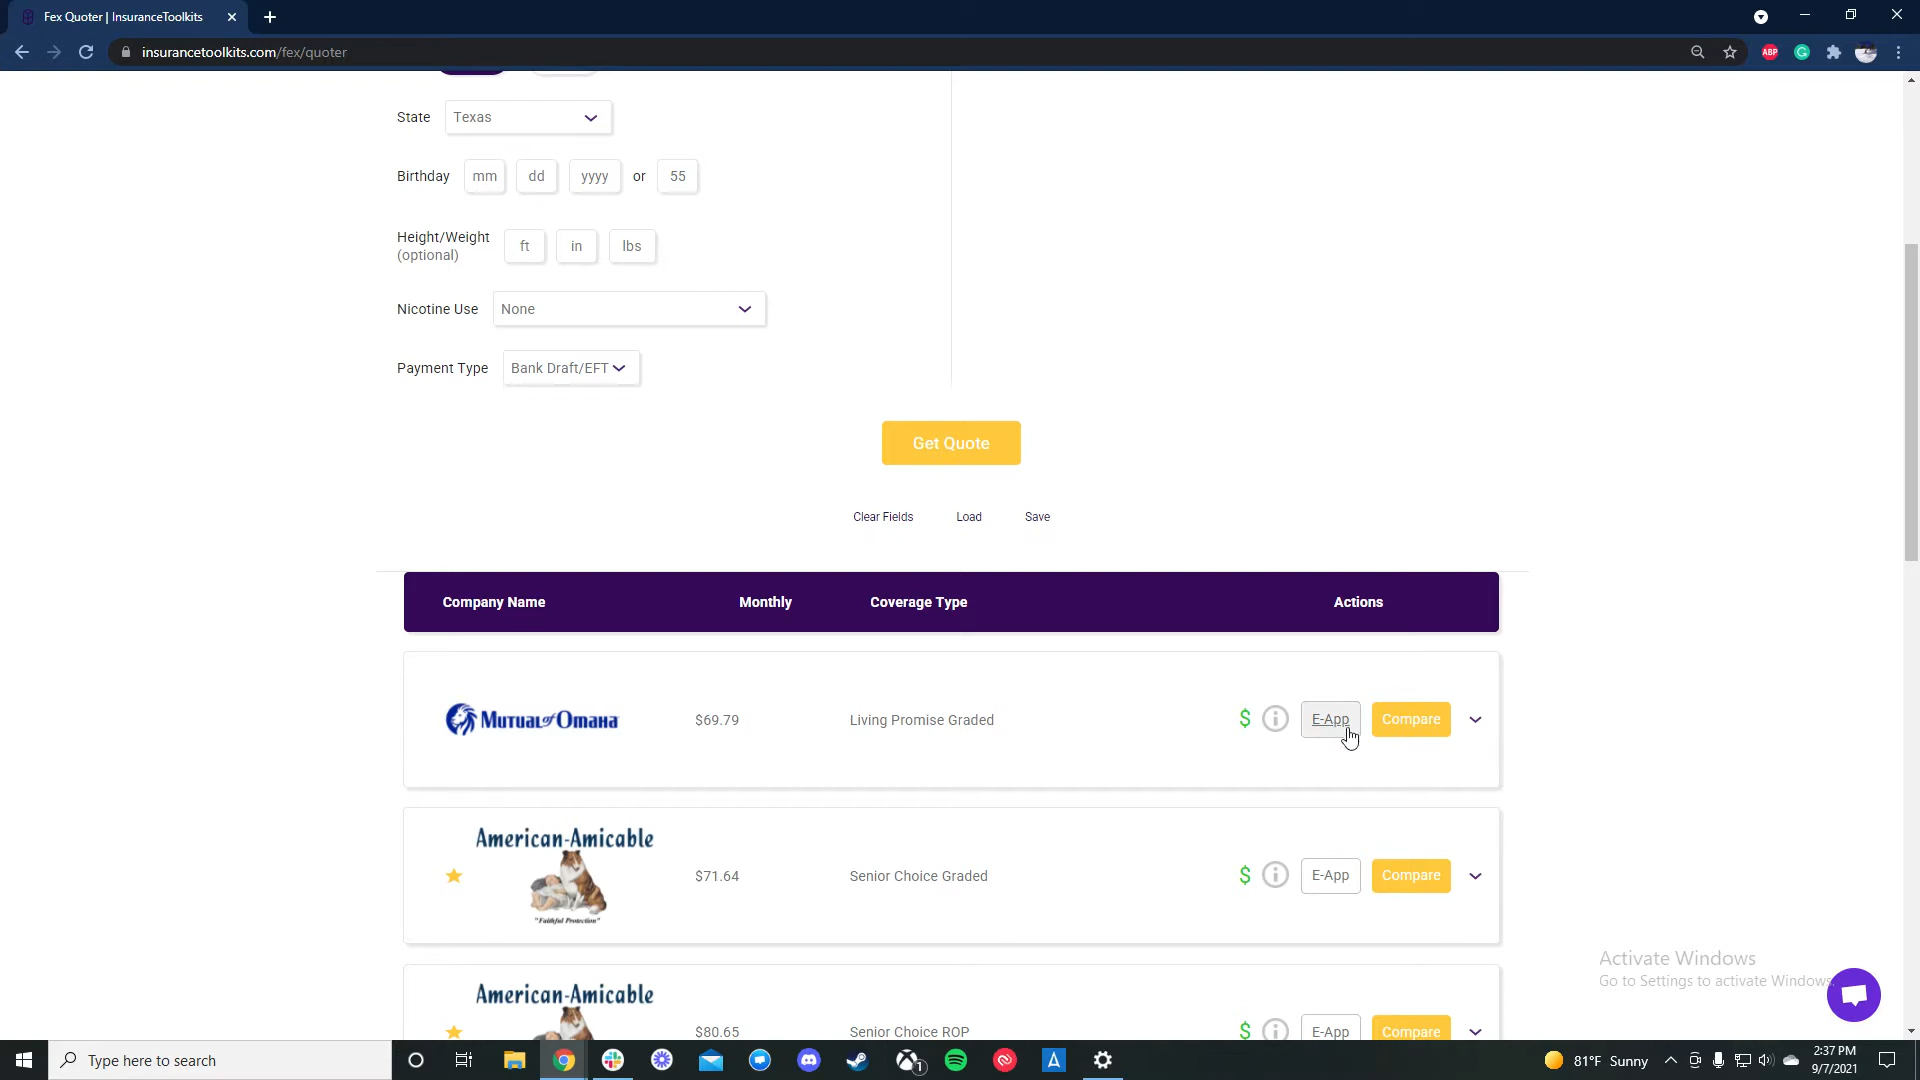 Fex Quoter | InsuranceToolkits
insurancetoolkits.com/fex/quoter
ABP
State Texas
Birthday mm dd yyyy or 55
Height/Weight
(optional) ft in lbs
Nicotine Use None
Payment Type Bank Draft/EFT
Get Quote
Clear Fields Load Save
Company Name Monthly Coverage Type Actions
Mutual of Omaha $69.79 Living Promise Graded $ i E-App Compare
American-Amicable
"Faithful Protection"
$71.64 Senior Choice Graded $ i E-App Compare
American-Amicable
$80.65 Senior Choice ROP $ i E-App Compare
Activate Windows
Go to Settings to activate Windows.
Type here to search
1
81°F Sunny
2:37 PM
9/7/2021